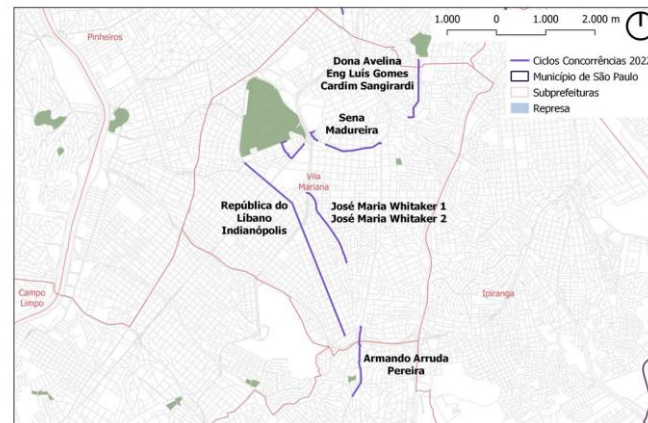 1.000 0 1.000 2.000 m
Pinheiros
Ciclos Concorrências 2022
Município de São Paulo
Subprefeituras
Represa
Dona Avelina
Eng Luís Gomes
Cardim Sangirardi
Sena
Madureira
Vila
Mariana
República do
Líbano
Indianópolis
José Maria Whitaker 1
José Maria Whitaker 2
Campo
Limpo
Ipiranga
Armando Arruda
Pereira